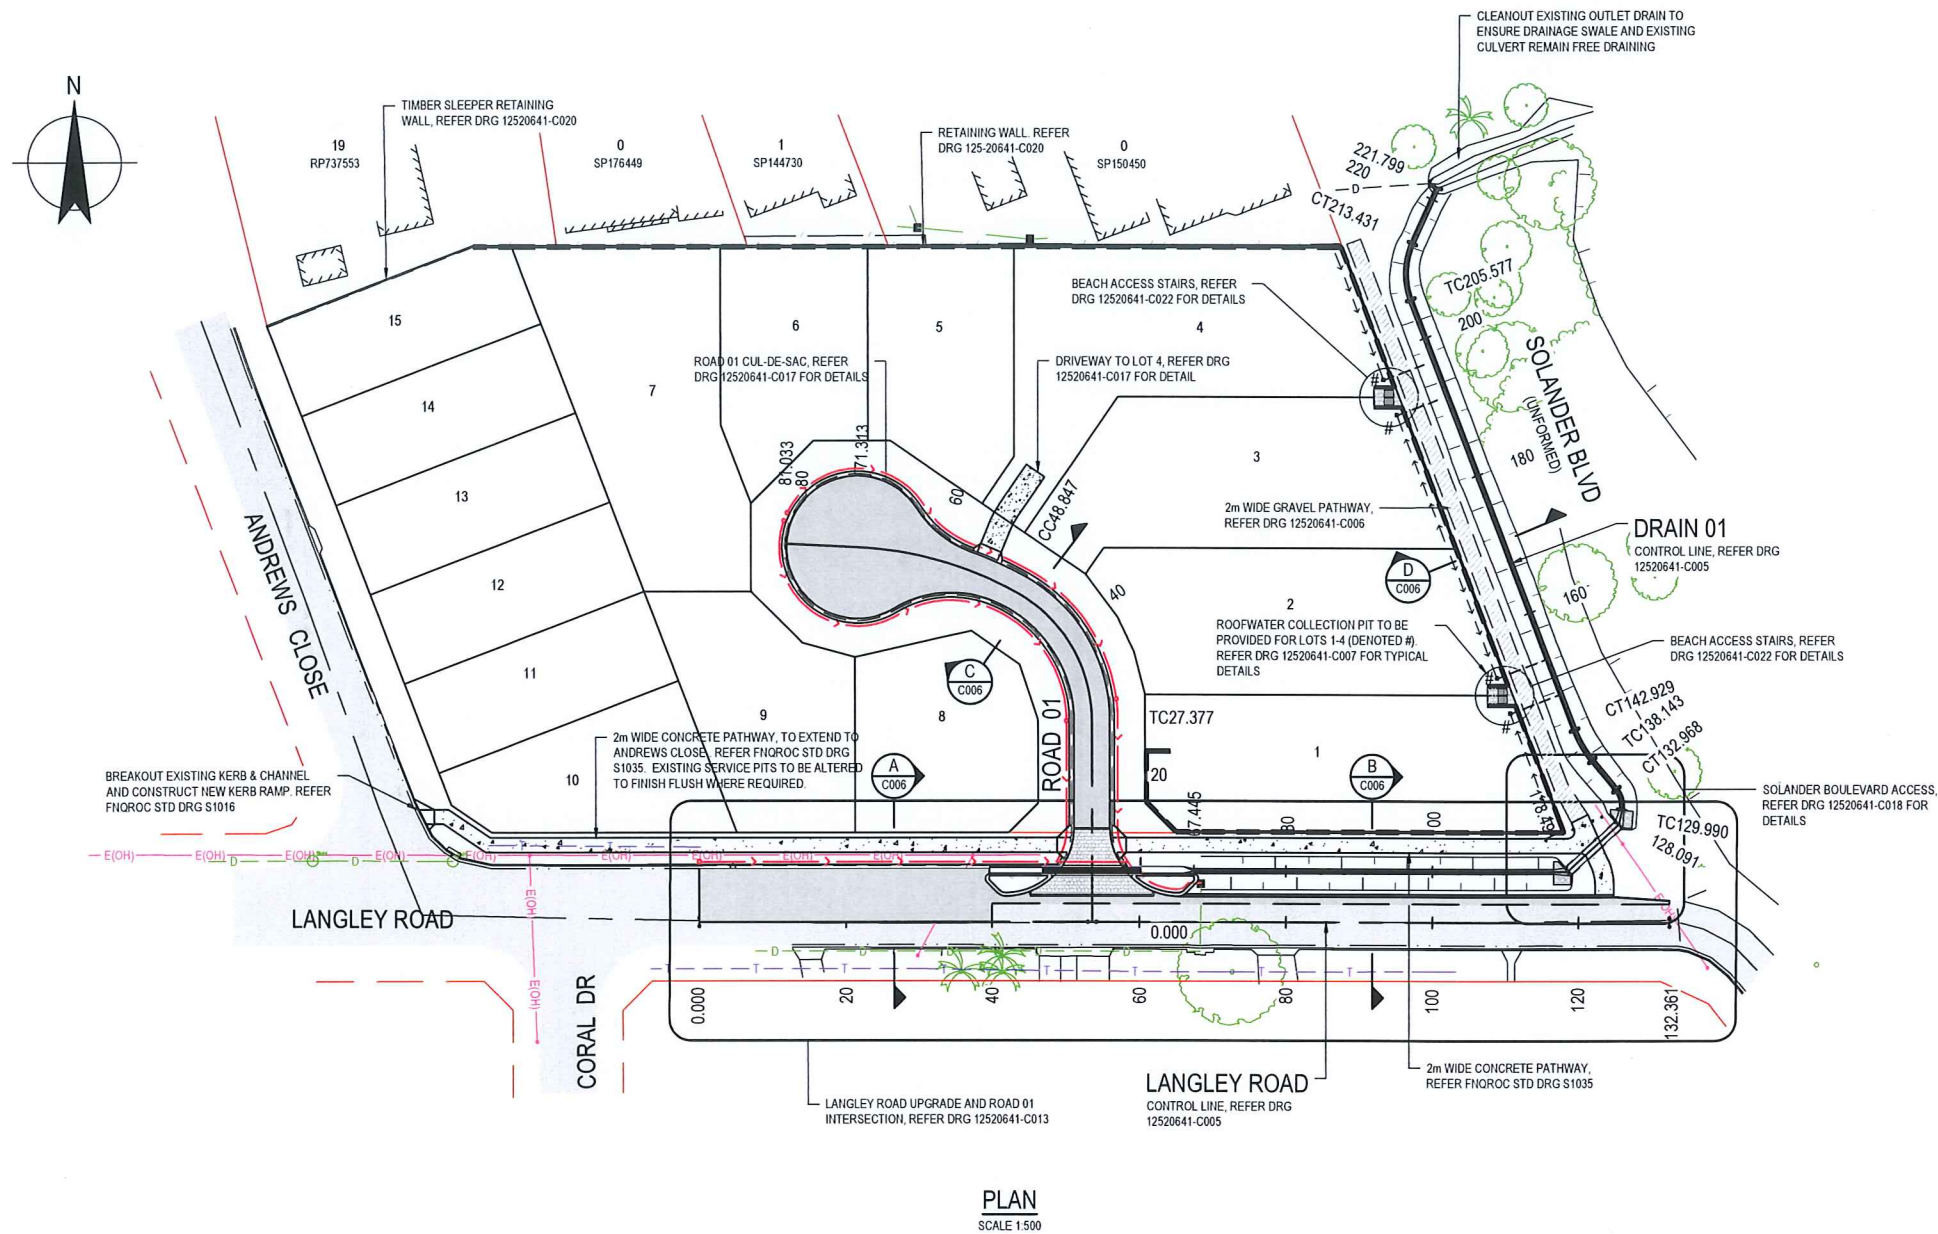 CLEANOUT EXISTING OUTLET DRAIN TO
ENSURE DRAINAGE SWALE AND EXISTING
CULVERT REMAIN FREE DRAINING
N
TIMBER SLEEPER RETAINING
WALL, REFER DRG 12520641-C020
19
RP737553
0
SP176449
1
SP144730
RETAINING WALL. REFER
DRG 125-20641-C020
0
SP150450
221.799
220
D
CT213.431
TC205.577
200
SOLANDER BLVD
(UNFORMED)
180
BEACH ACCESS STAIRS, REFER
DRG 12520641-C022 FOR DETAILS
15
14
13
12
11
10
9
8
7
6
5
4
3
2
1
ROAD 01 CUL-DE-SAC, REFER
DRG 12520641-C017 FOR DETAILS
DRIVEWAY TO LOT 4, REFER DRG
12520641-C017 FOR DETAIL
#
#
81.033
80
71.313
60
CC48.847
40
2m WIDE GRAVEL PATHWAY,
REFER DRG 12520641-C006
DRAIN 01
CONTROL LINE, REFER DRG
12520641-C005
D
C006
160
ROOFWATER COLLECTION PIT TO BE
PROVIDED FOR LOTS 1-4 (DENOTED #).
REFER DRG 12520641-C007 FOR TYPICAL
DETAILS
#
#
BEACH ACCESS STAIRS, REFER
DRG 12520641-C022 FOR DETAILS
CT142.929
TC138.143
CT132.968
ANDREWS CLOSE
C
C006
ROAD 01
TC27.377
20
2m WIDE CONCRETE PATHWAY, TO EXTEND TO
ANDREWS CLOSE. REFER FNQROC STD DRG
S1035. EXISTING SERVICE PITS TO BE ALTERED
TO FINISH FLUSH WHERE REQUIRED.
A
C006
B
C006
BREAKOUT EXISTING KERB & CHANNEL
AND CONSTRUCT NEW KERB RAMP. REFER
FNQROC STD DRG S1016
SOLANDER BOULEVARD ACCESS,
REFER DRG 12520641-C018 FOR
DETAILS
67.445
80
TC129.990
128.091
E(OH) E(OH) E(OH) E(OH) E(OH) E(OH) E(OH) E(OH) E(OH)
D D D
E(OH)
E(OH)
LANGLEY ROAD
0.000
D D D D D
T T T T T T T T
CORAL DR
0.000
20
40
60
80
100
120
132.361
LANGLEY ROAD UPGRADE AND ROAD 01
INTERSECTION, REFER DRG 12520641-C013
LANGLEY ROAD
CONTROL LINE, REFER DRG
12520641-C005
2m WIDE CONCRETE PATHWAY,
REFER FNQROC STD DRG S1035
PLAN
SCALE 1:500